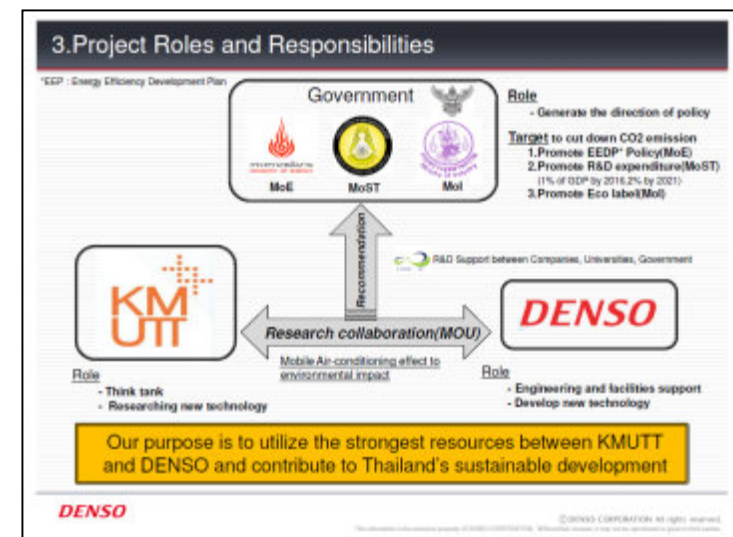 3.Project Roles and Responsibilities
*EEP : Energy Efficiency Development Plan
Government
MoE
MoST
MoI
Role
- Generate the direction of policy
Target to cut down CO2 emission
1.Promote EEDP* Policy(MoE)
2.Promote R&D expenditure(MoST)
(1% of GDP by 2016,2% by 2021)
3.Promote Eco label(MoI)
Recommendation
R&D Support between Companies, Universities, Government
KM
UTT
DENSO
Research collaboration(MOU)
Mobile Air-conditioning effect to
environmental impact
Role
- Think tank
- Researching new technology
Role
- Engineering and facilities support
- Develop new technology
Our purpose is to utilize the strongest resources between KMUTT
and DENSO and contribute to Thailand's sustainable development
DENSO
© DENSO CORPORATION All rights reserved.